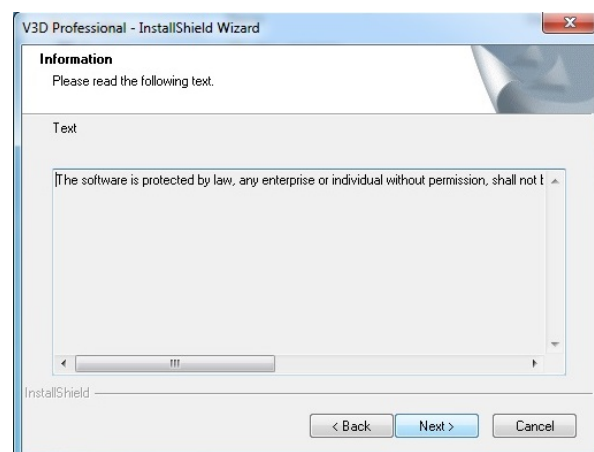 V3D Professional - InstallShield Wizard
Information
Please read the following text.
Text
The software is protected by law, any enterprise or individual without permission, shall not
InstallShield
< Back Next > Cancel